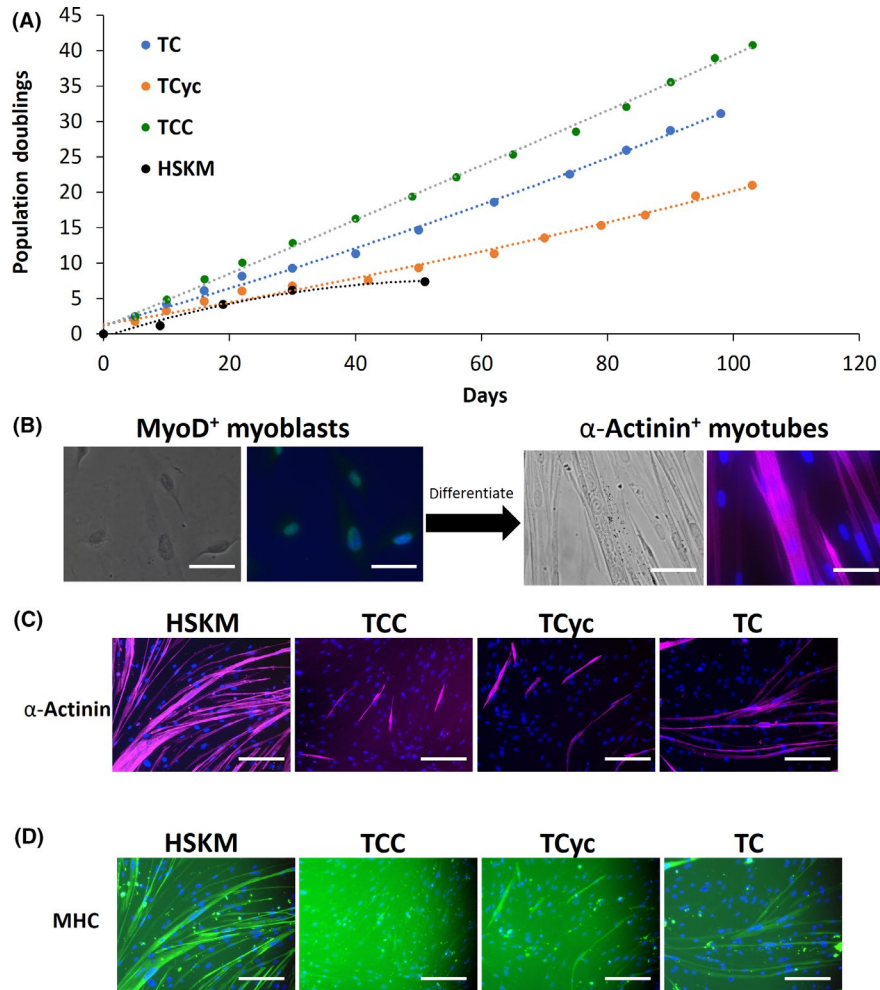 (A)
45
40
35
30
25
20
15
10
5
0
Population doublings
TC
TCyc
TCC
HSKM
0 20 40 60 80 100 120
Days
(B)
MyoD⁺ myoblasts
α-Actinin⁺ myotubes
Differentiate
(C)
HSKM TCC TCyc TC
α-Actinin
(D)
HSKM TCC TCyc TC
MHC